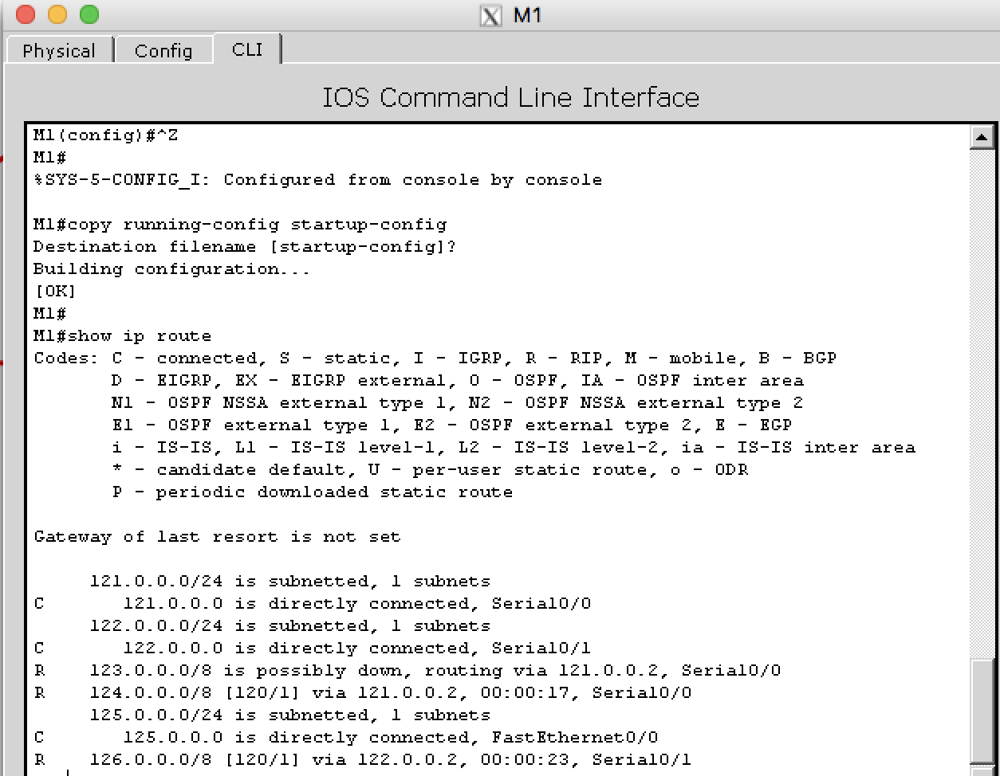 M1
Physical Config CLI
IOS Command Line Interface
M1(config)#^Z
M1#
%SYS-5-CONFIG_I: Configured from console by console
M1#copy running-config startup-config
Destination filename [startup-config]?
Building configuration...
[OK]
M1#
M1#show ip route
Codes: C - connected, S - static, I - IGRP, R - RIP, M - mobile, B - BGP
D - EIGRP, EX - EIGRP external, O - OSPF, IA - OSPF inter area
N1 - OSPF NSSA external type 1, N2 - OSPF NSSA external type 2
E1 - OSPF external type 1, E2 - OSPF external type 2, E - EGP
i - IS-IS, L1 - IS-IS level-1, L2 - IS-IS level-2, ia - IS-IS inter area
* - candidate default, U - per-user static route, o - ODR
P - periodic downloaded static route
Gateway of last resort is not set
121.0.0.0/24 is subnetted, 1 subnets
C 121.0.0.0 is directly connected, Serial0/0
122.0.0.0/24 is subnetted, 1 subnets
C 122.0.0.0 is directly connected, Serial0/1
R 123.0.0.0/8 is possibly down, routing via 121.0.0.2, Serial0/0
R 124.0.0.0/8 [120/1] via 121.0.0.2, 00:00:17, Serial0/0
125.0.0.0/24 is subnetted, 1 subnets
C 125.0.0.0 is directly connected, FastEthernet0/0
R 126.0.0.0/8 [120/1] via 122.0.0.2, 00:00:23, Serial0/1